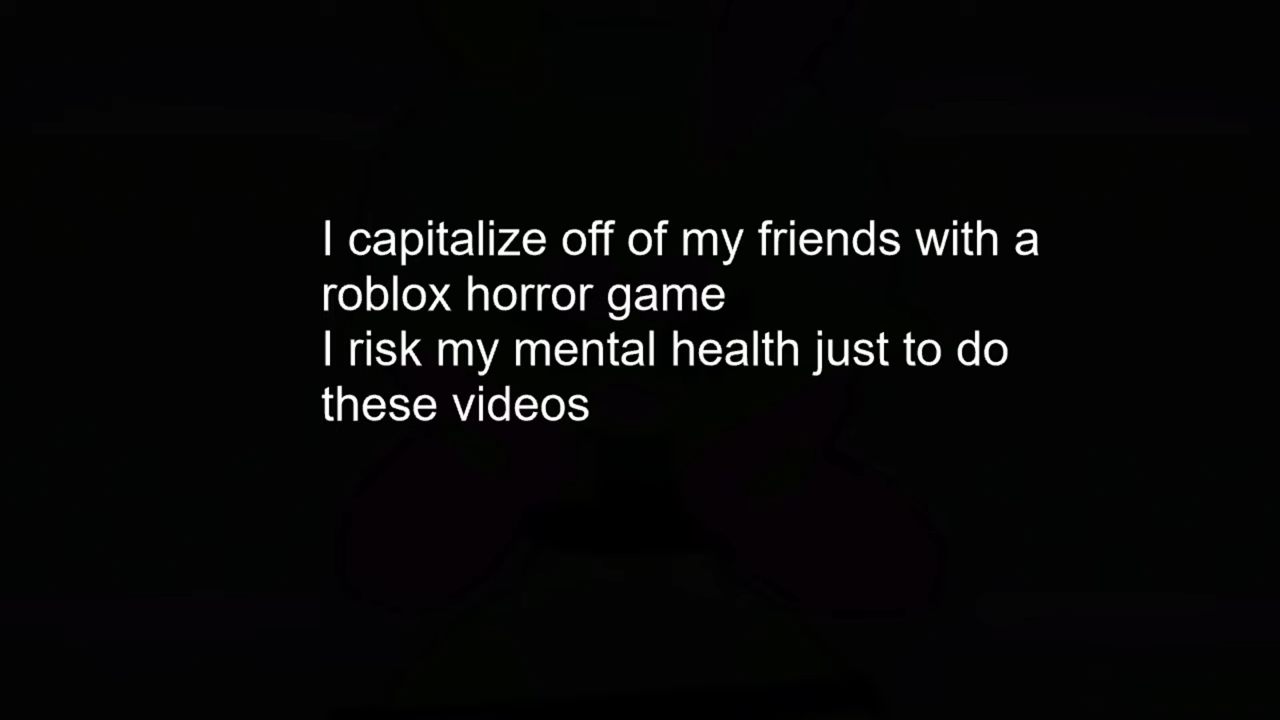 I capitalize off of my friends with a
roblox horror game
I risk my mental health just to do
these videos